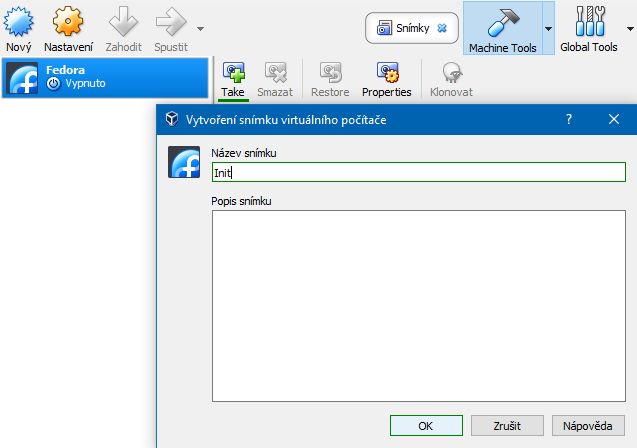 Nový Nastavení Zahodit Spustit Snímky Machine Tools Global Tools
Fedora
Vypnuto
Take Smazat Restore Properties Klonovat
Vytvoření snímku virtuálního počítače ?
Název snímku
Init
Popis snímku
OK Zrušit Nápověda